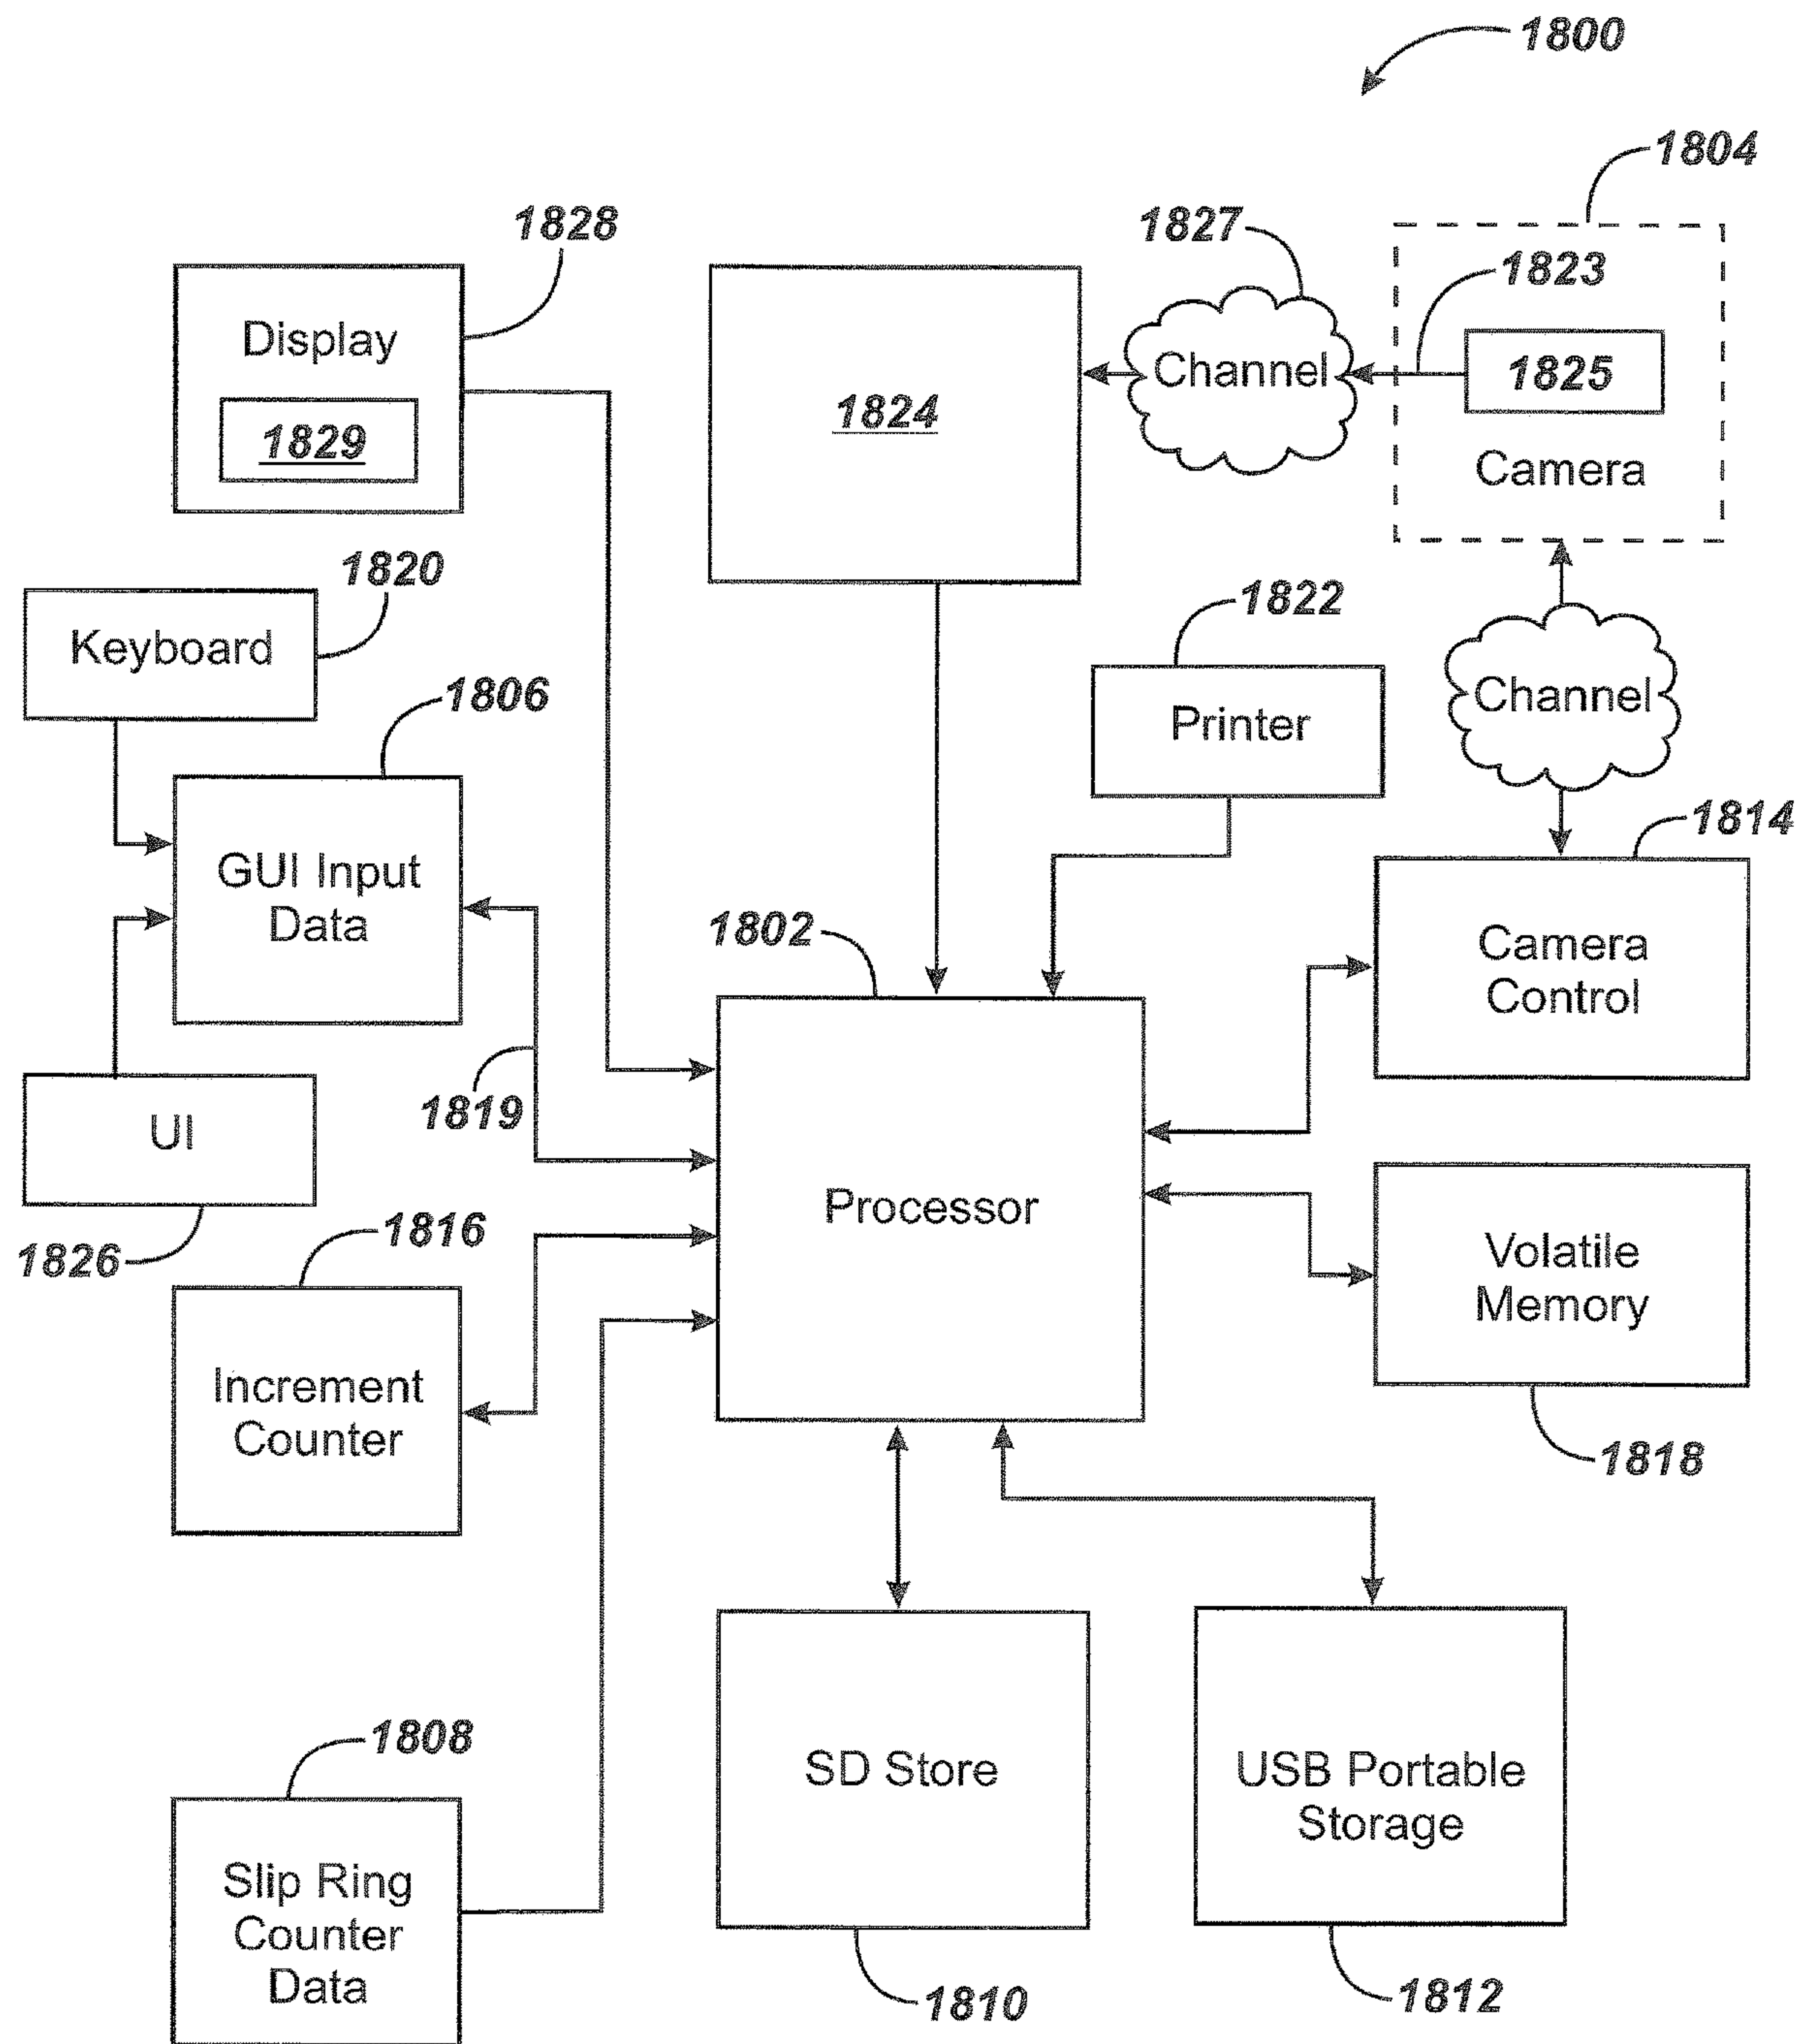 1800
1804
1828
1827
1823
Display
1829
1824
Channel
1825
Camera
1820
Keyboard
1822
Printer
Channel
1806
GUI Input
Data
1814
Camera
Control
1802
Processor
1819
UI
1826
1816
Increment
Counter
Volatile
Memory
1818
1808
Slip Ring
Counter
Data
SD Store
1810
USB Portable
Storage
1812